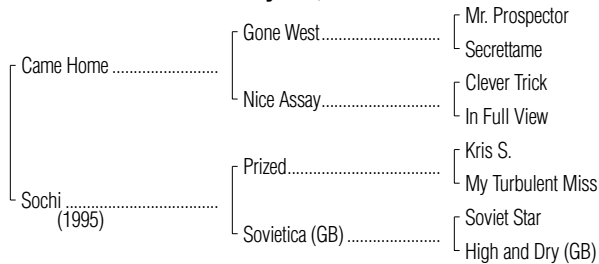 Mr. Prospector
Gone West
Secrettame
Came Home
Clever Trick
Nice Assay
In Full View
Kris S.
Prized
My Turbulent Miss
Sochi
(1995)
Soviet Star
Sovietica (GB)
High and Dry (GB)